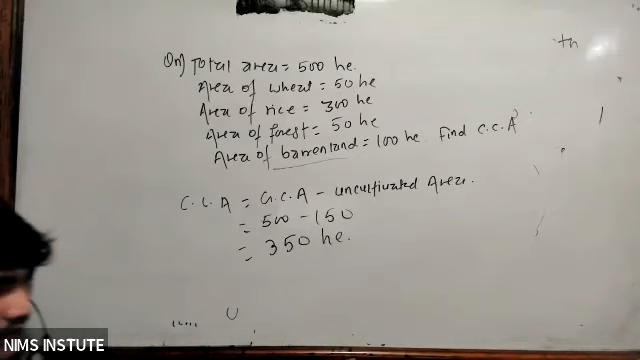 Qn) Total area = 500 he.
Area of wheat = 50 he
Area of rice = 300 he
Area of forest = 50 he
Area of barrenland = 100 he. Find C.C.A?
C.C.A = G.C.A - uncultivated Area.
= 500 - 150
= 350 he.
NIMS INSTUTE